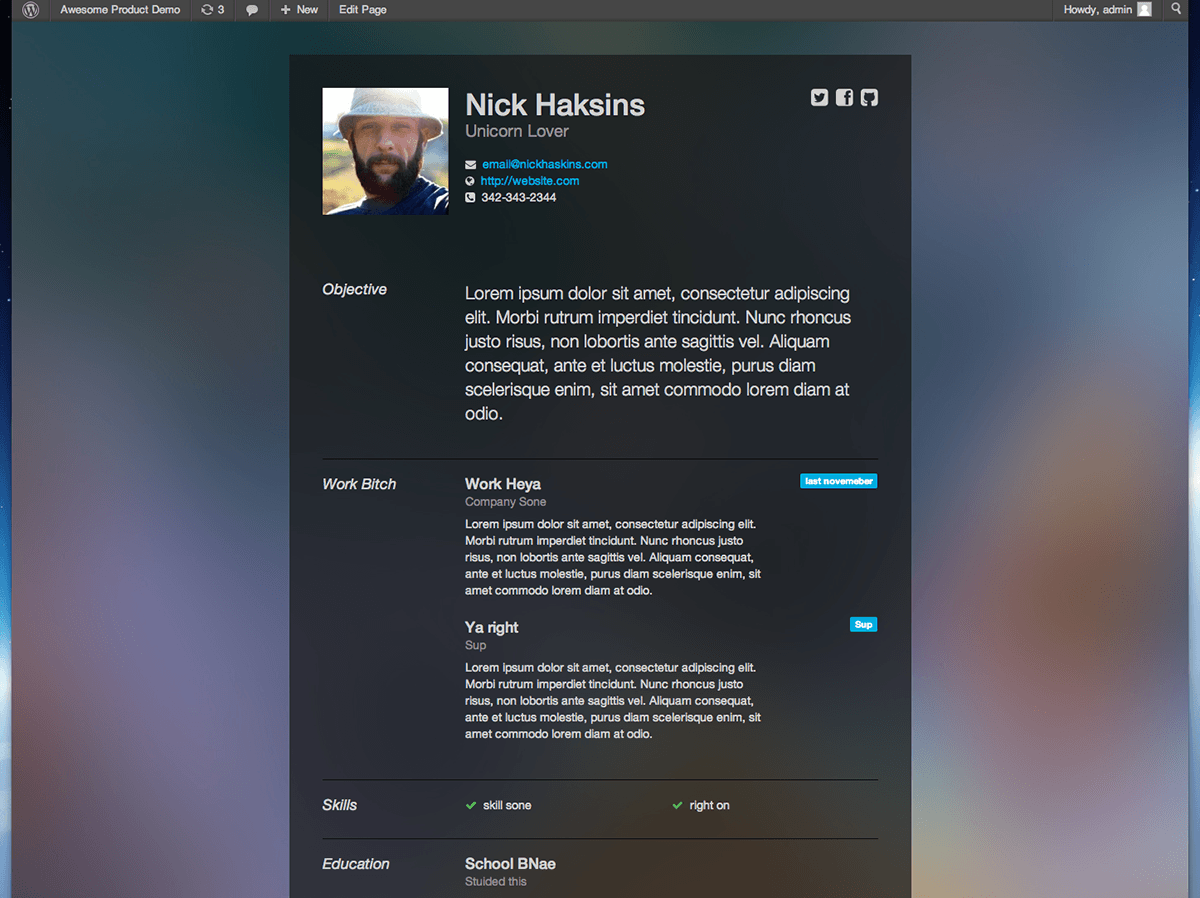 Awesome Product Demo 3 New Edit Page Howdy, admin
Nick Haksins
Unicorn Lover
email@nickhaskins.com
http://website.com
342-343-2344
Objective
Lorem ipsum dolor sit amet, consectetur adipiscing
elit. Morbi rutrum imperdiet tincidunt. Nunc rhoncus
justo risus, non lobortis ante sagittis vel. Aliquam
consequat, ante et luctus molestie, purus diam
scelerisque enim, sit amet commodo lorem diam at
odio.
Work Bitch
Work Heya
last novemeber
Company Sone
Lorem ipsum dolor sit amet, consectetur adipiscing elit.
Morbi rutrum imperdiet tincidunt. Nunc rhoncus justo
risus, non lobortis ante sagittis vel. Aliquam consequat,
ante et luctus molestie, purus diam scelerisque enim, sit
amet commodo lorem diam at odio.
Ya right
Sup
Sup
Lorem ipsum dolor sit amet, consectetur adipiscing elit.
Morbi rutrum imperdiet tincidunt. Nunc rhoncus justo
risus, non lobortis ante sagittis vel. Aliquam consequat,
ante et luctus molestie, purus diam scelerisque enim, sit
amet commodo lorem diam at odio.
Skills
skill sone
right on
Education
School BNae
Stuided this